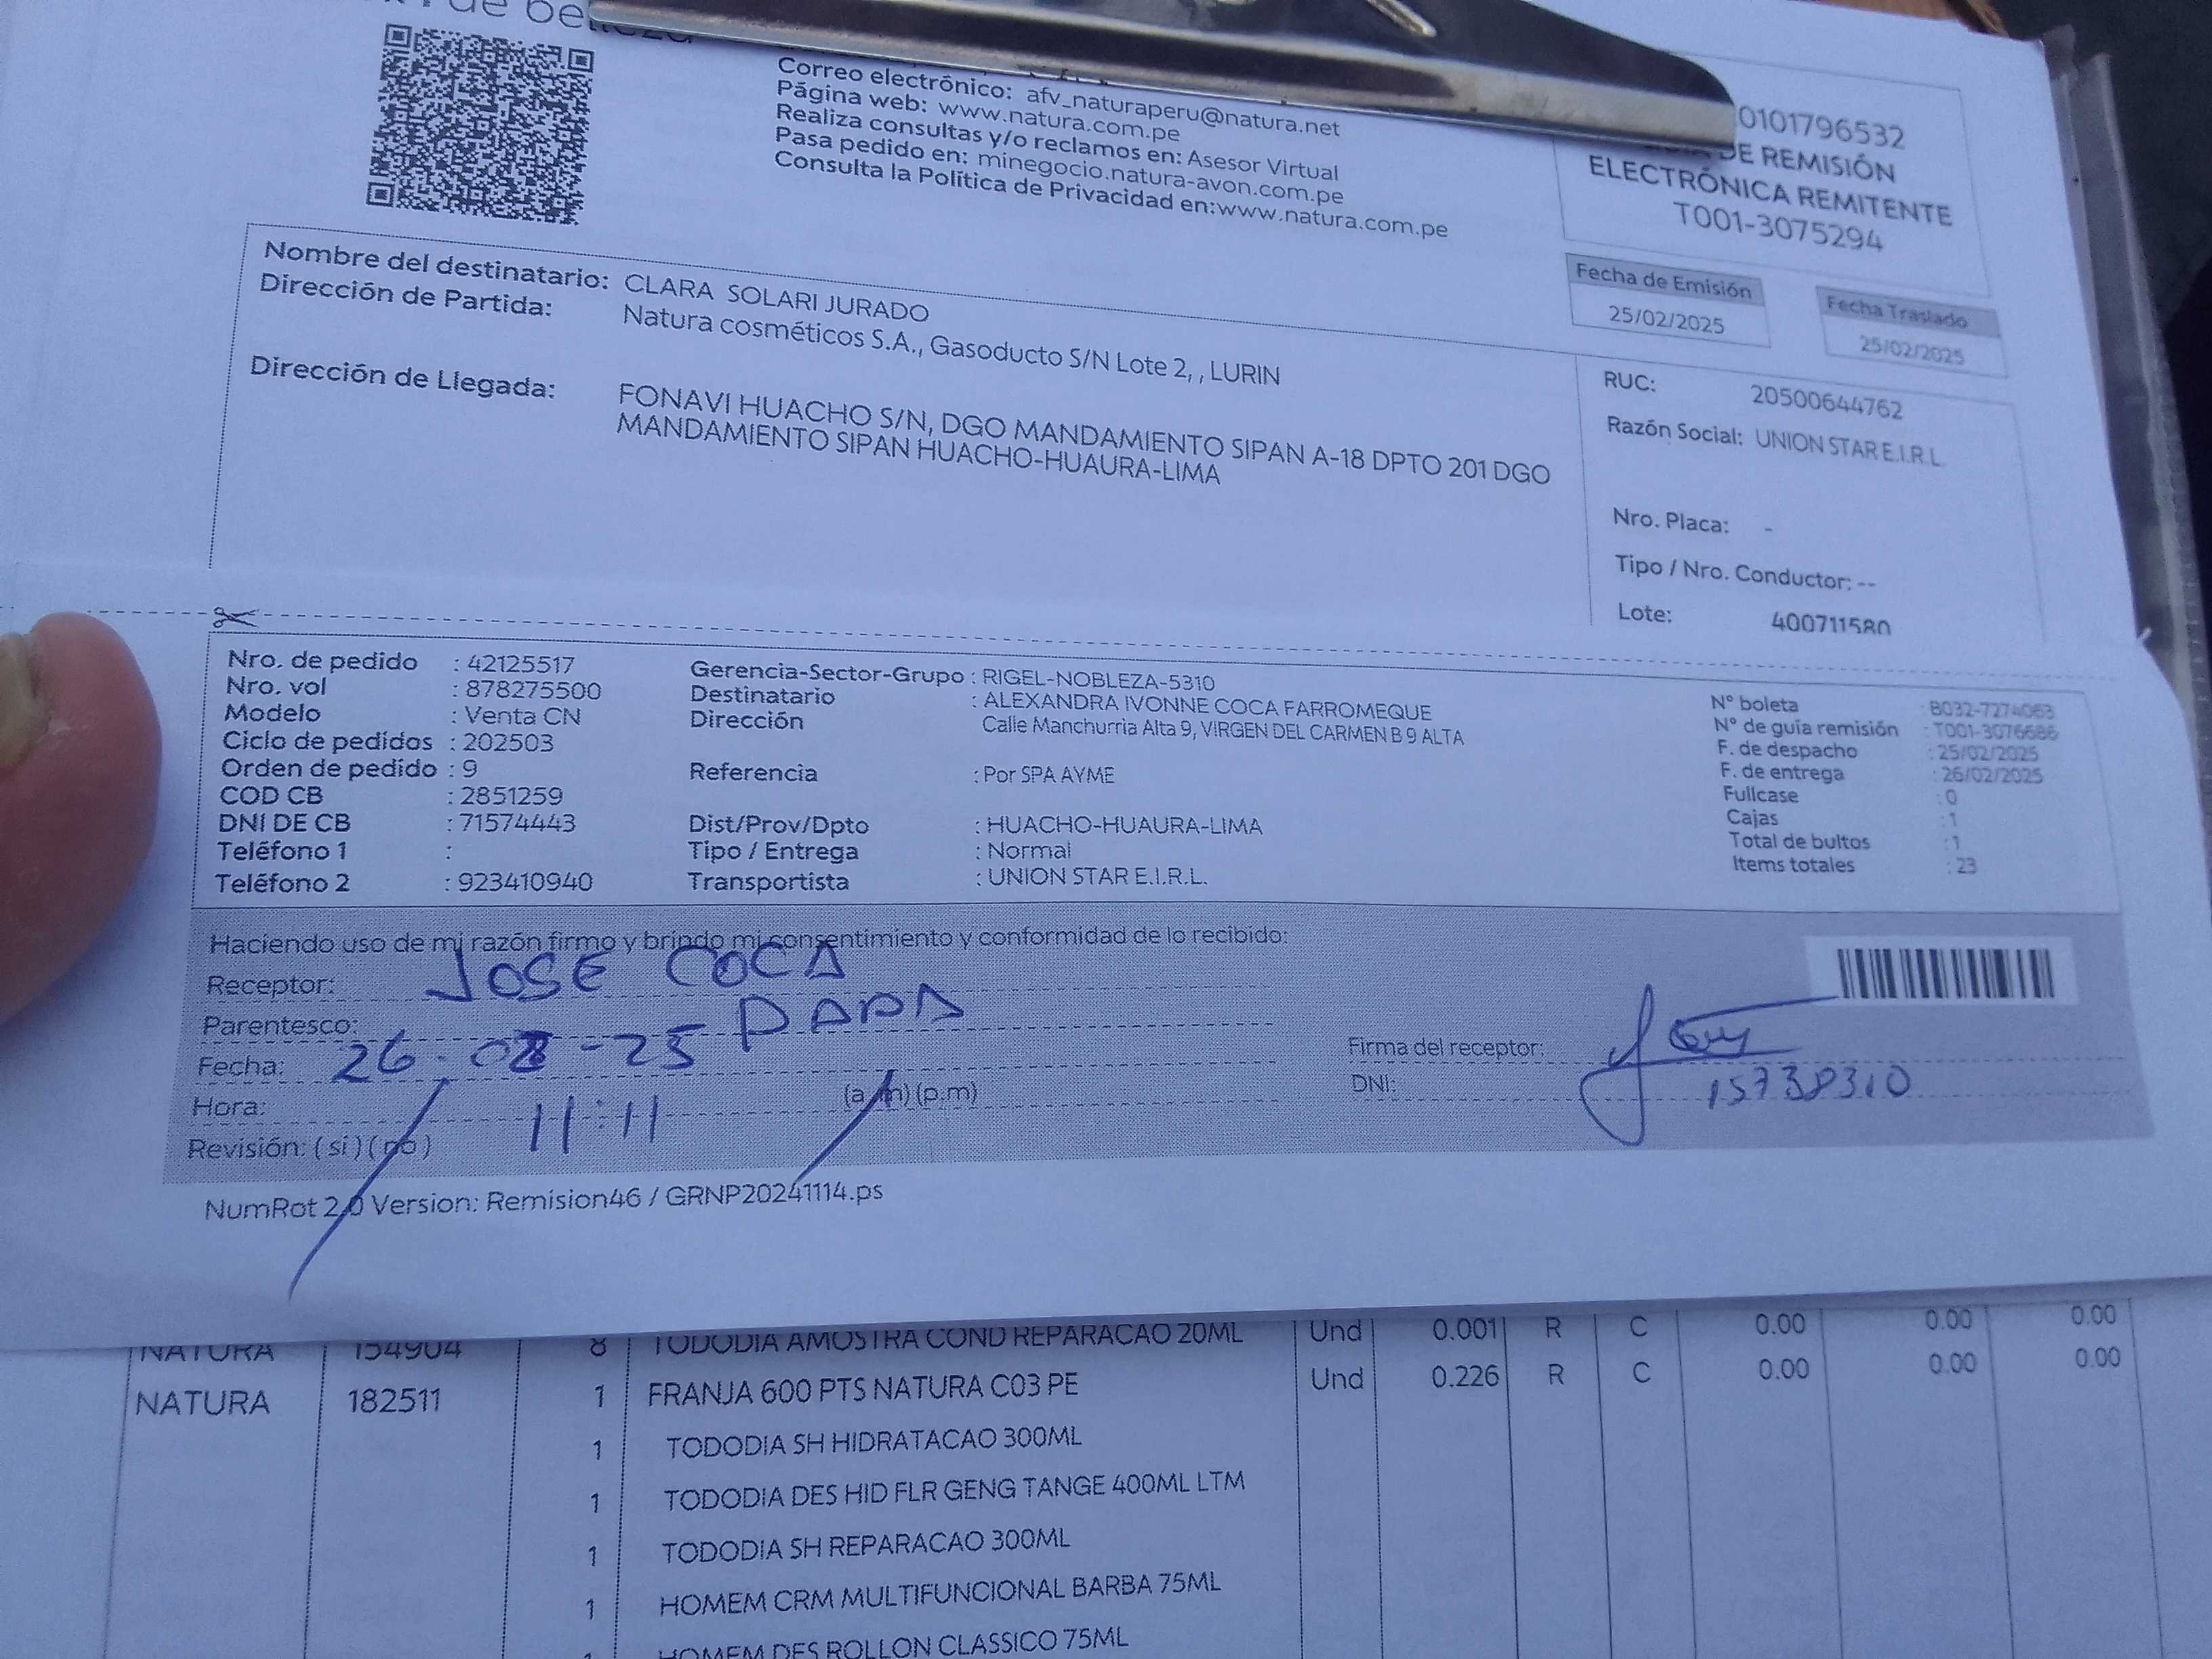 Correo electrónico: afv_naturaperu@natura.net
Página web: www.natura.com.pe
Realiza consultas y/o reclamos en: Asesor Virtual
Pasa pedido en: minegocio.natura-avon.com.pe
Consulta la Política de Privacidad en:www.natura.com.pe
0101796532
DE REMISIÓN
ELECTRÓNICA REMITENTE
T001-3075294
Fecha de Emisión
25/02/2025
Fecha Traslado
25/02/2025
Nombre del destinatario: CLARA SOLARI JURADO
Dirección de Partida: Natura cosméticos S.A., Gasoducto S/N Lote 2, , LURIN
Dirección de Llegada: FONAVI HUACHO S/N, DGO MANDAMIENTO SIPAN A-18 DPTO 201 DGO
MANDAMIENTO SIPAN HUACHO-HUAURA-LIMA
RUC: 20500644762
Razón Social: UNION STAR E.I.R.L.
Nro. Placa: -
Tipo / Nro. Conductor: --
Lote: 400711580
Nro. de pedido : 42125517
Nro. vol : 878275500
Modelo : Venta CN
Ciclo de pedidos : 202503
Orden de pedido : 9
COD CB : 2851259
DNI DE CB : 71574443
Teléfono 1 :
Teléfono 2 : 923410940
Gerencia-Sector-Grupo : RIGEL-NOBLEZA-5310
Destinatario : ALEXANDRA IVONNE COCA FARROMEQUE
Dirección Calle Manchurria Alta 9, VIRGEN DEL CARMEN B 9 ALTA
Referencia : Por SPA AYME
Dist/Prov/Dpto : HUACHO-HUAURA-LIMA
Tipo / Entrega : Normal
Transportista : UNION STAR E.I.R.L.
N° boleta : B032-7274063
N° de guía remisión : T001-3076686
F. de despacho : 25/02/2025
F. de entrega : 26/02/2025
Fullcase : 0
Cajas : 1
Total de bultos : 1
Items totales : 23
Haciendo uso de mi razón firmo y brindo mi consentimiento y conformidad de lo recibido:
Receptor: JOSE COCA
Parentesco: PAPA
Fecha: 26-02-25
Hora: 11:11 (a.m) (p.m)
Revisión: ( si ) ( no )
Firma del receptor:
DNI: 15738310
NumRot 2.0 Version: Remision46 / GRNP20241114.ps
NATURA 154904 8 TODODIA AMOSTRA COND REPARACAO 20ML Und 0.001 R C 0.00 0.00 0.00
NATURA 182511 1 FRANJA 600 PTS NATURA C03 PE Und 0.226 R C 0.00 0.00 0.00
1 TODODIA SH HIDRATACAO 300ML
1 TODODIA DES HID FLR GENG TANGE 400ML LTM
1 TODODIA SH REPARACAO 300ML
1 HOMEM CRM MULTIFUNCIONAL BARBA 75ML
1 HOMEM DES ROLLON CLASSICO 75ML